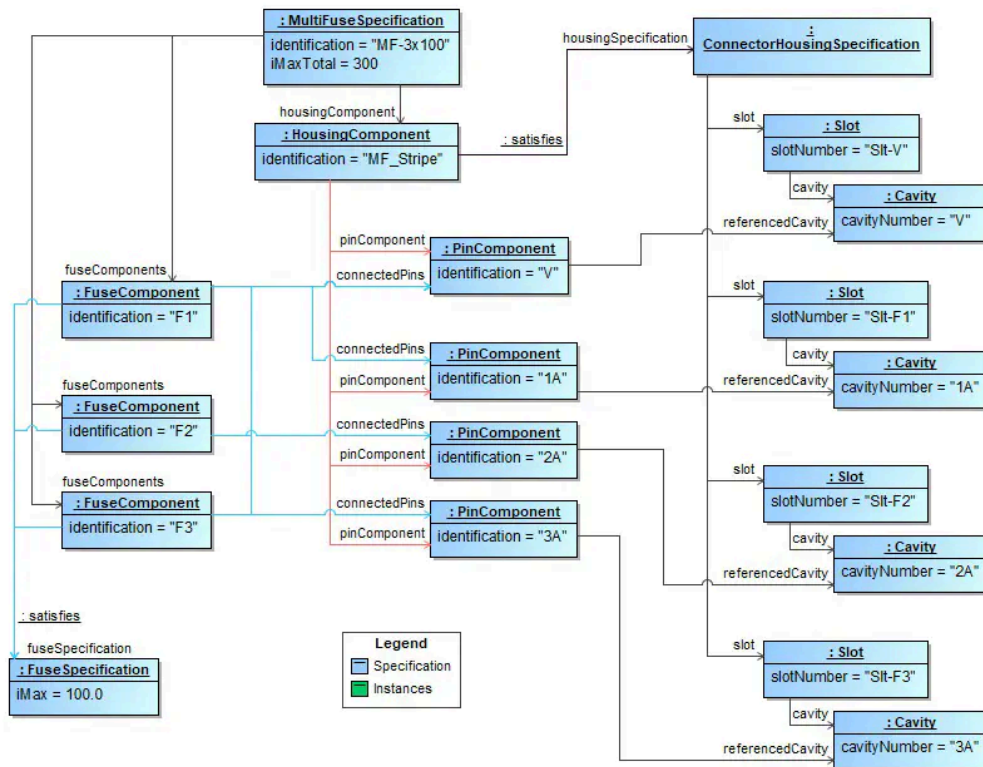 : MultiFuseSpecification
identification = "MF-3x100"
iMaxTotal = 300
housingSpecification
:
ConnectorHousingSpecification
housingComponent
: HousingComponent
identification = "MF_Stripe"
: satisfies
slot
: Slot
slotNumber = "Slt-V"
cavity
: Cavity
cavityNumber = "V"
referencedCavity
pinComponent
: PinComponent
identification = "V"
connectedPins
fuseComponents
: FuseComponent
identification = "F1"
slot
: Slot
slotNumber = "Slt-F1"
cavity
: Cavity
cavityNumber = "1A"
referencedCavity
connectedPins
: PinComponent
identification = "1A"
pinComponent
fuseComponents
: FuseComponent
identification = "F2"
connectedPins
: PinComponent
identification = "2A"
pinComponent
slot
: Slot
slotNumber = "Slt-F2"
cavity
: Cavity
cavityNumber = "2A"
referencedCavity
fuseComponents
: FuseComponent
identification = "F3"
connectedPins
: PinComponent
identification = "3A"
pinComponent
: satisfies
fuseSpecification
: FuseSpecification
iMax = 100.0
Legend
Specification
Instances
slot
: Slot
slotNumber = "Slt-F3"
cavity
: Cavity
cavityNumber = "3A"
referencedCavity